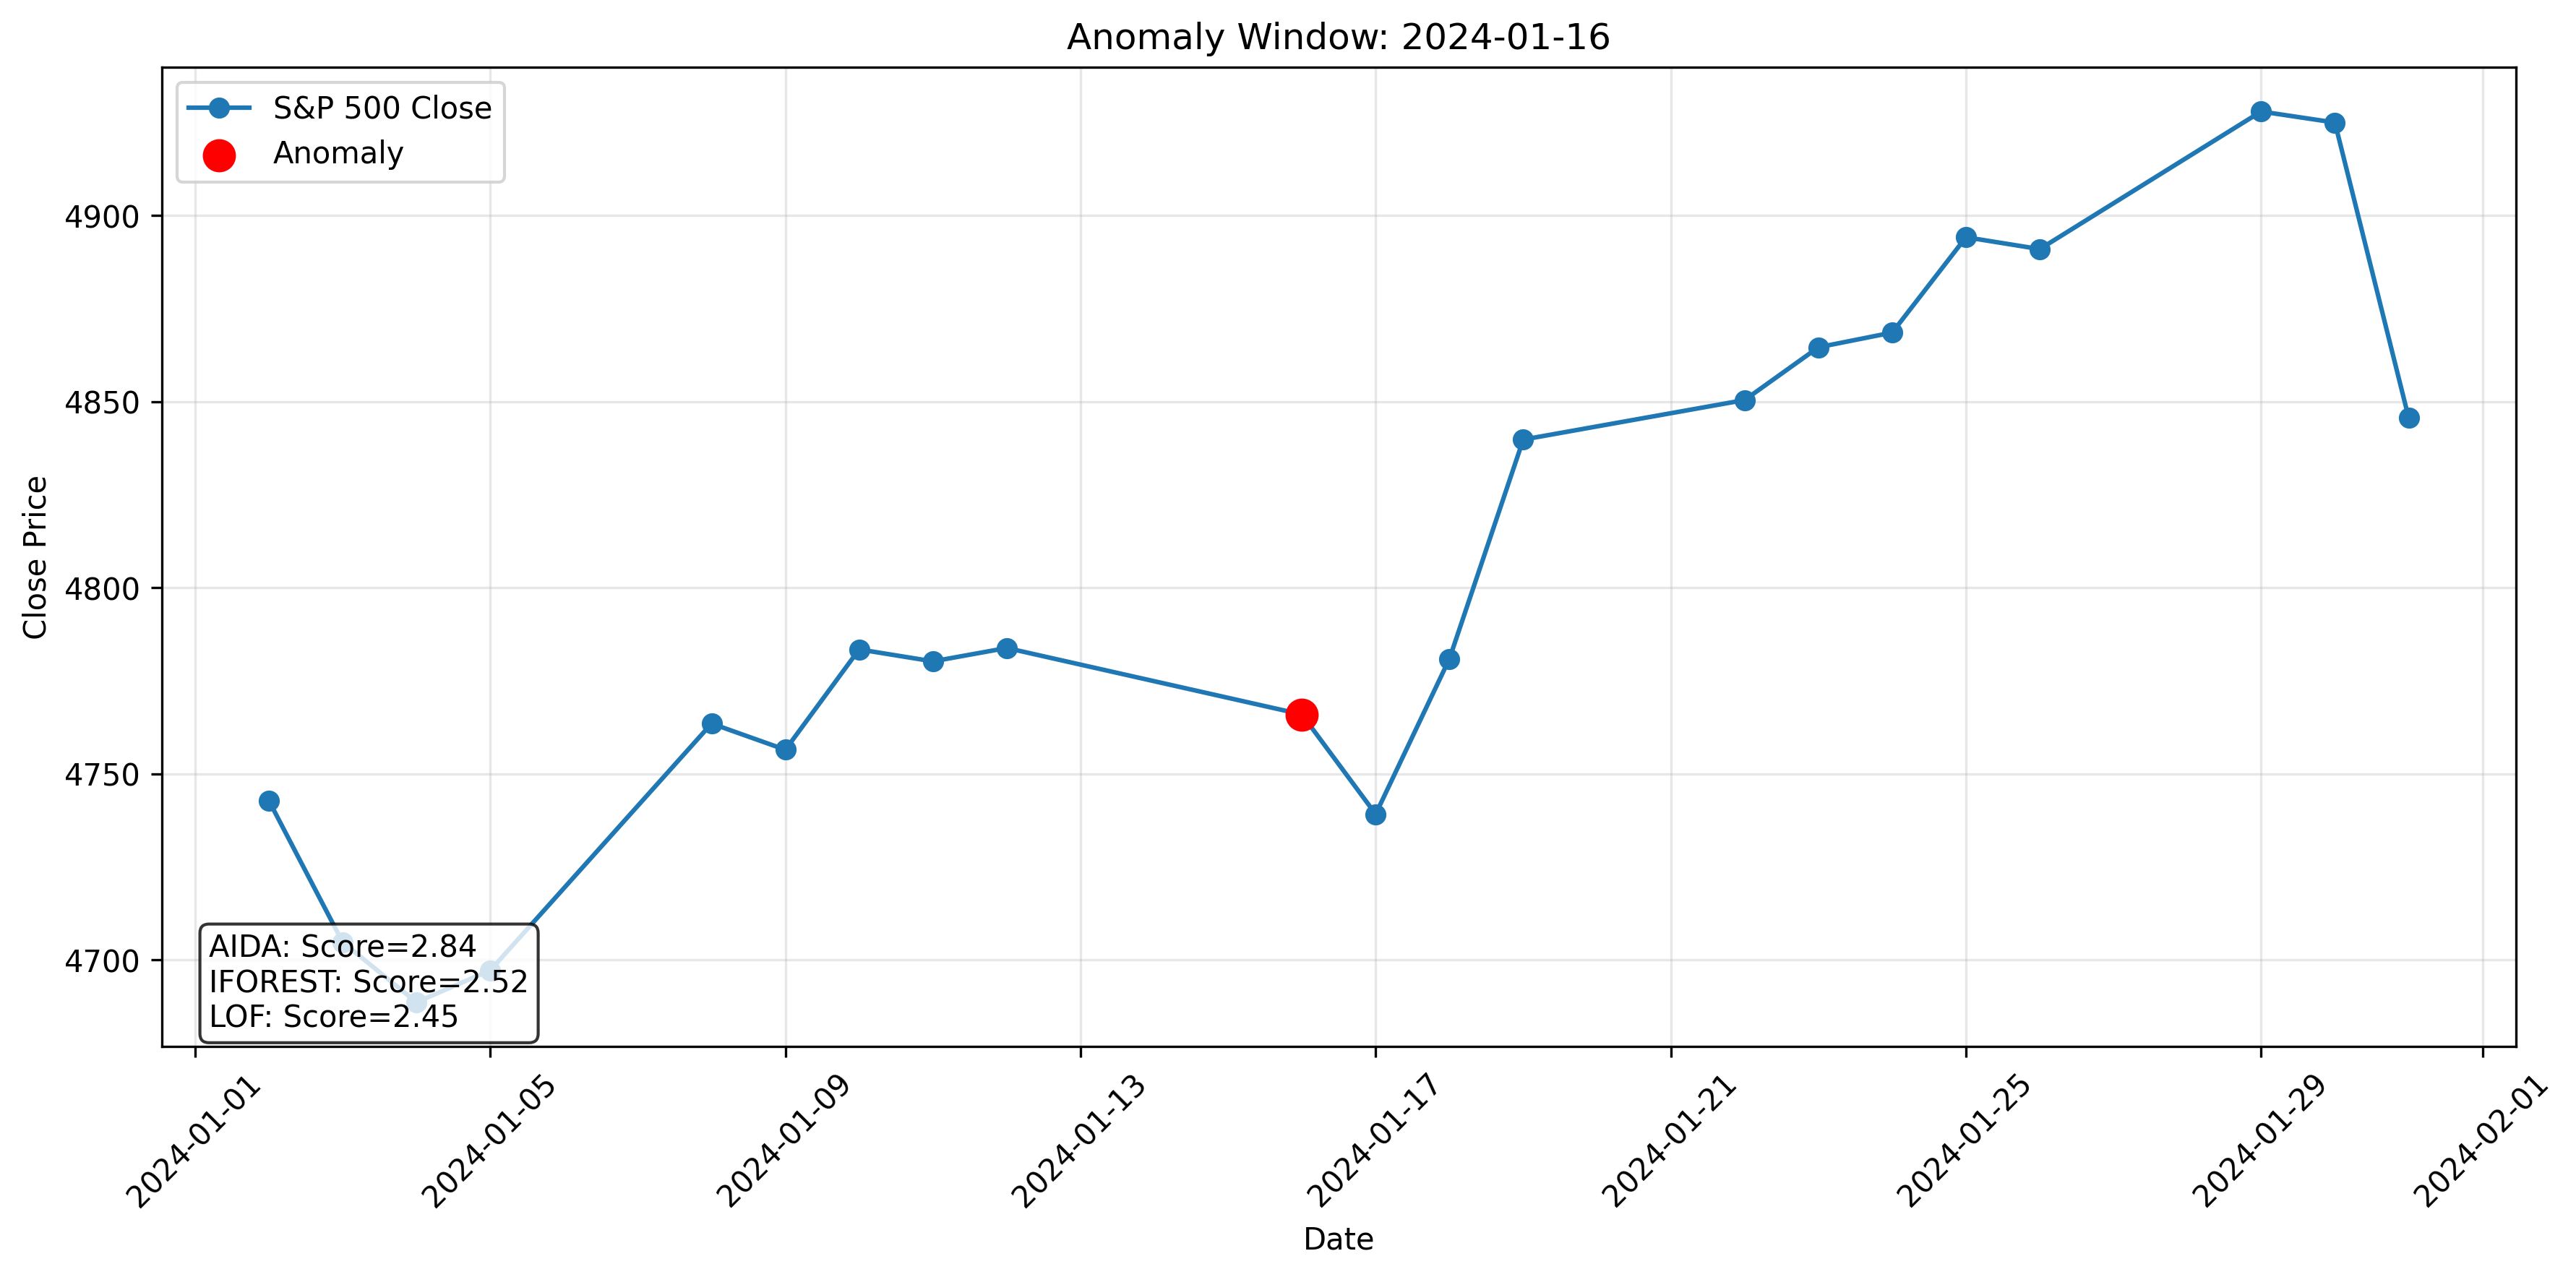 Anomaly Window: 2024-01-16
S&P 500 Close
Anomaly
Close Price
4900
4850
4800
4750
4700
AIDA: Score=2.84
IFOREST: Score=2.52
LOF: Score=2.45
2024-01-01
2024-01-05
2024-01-09
2024-01-13
2024-01-17
2024-01-21
2024-01-25
2024-01-29
2024-02-01
Date